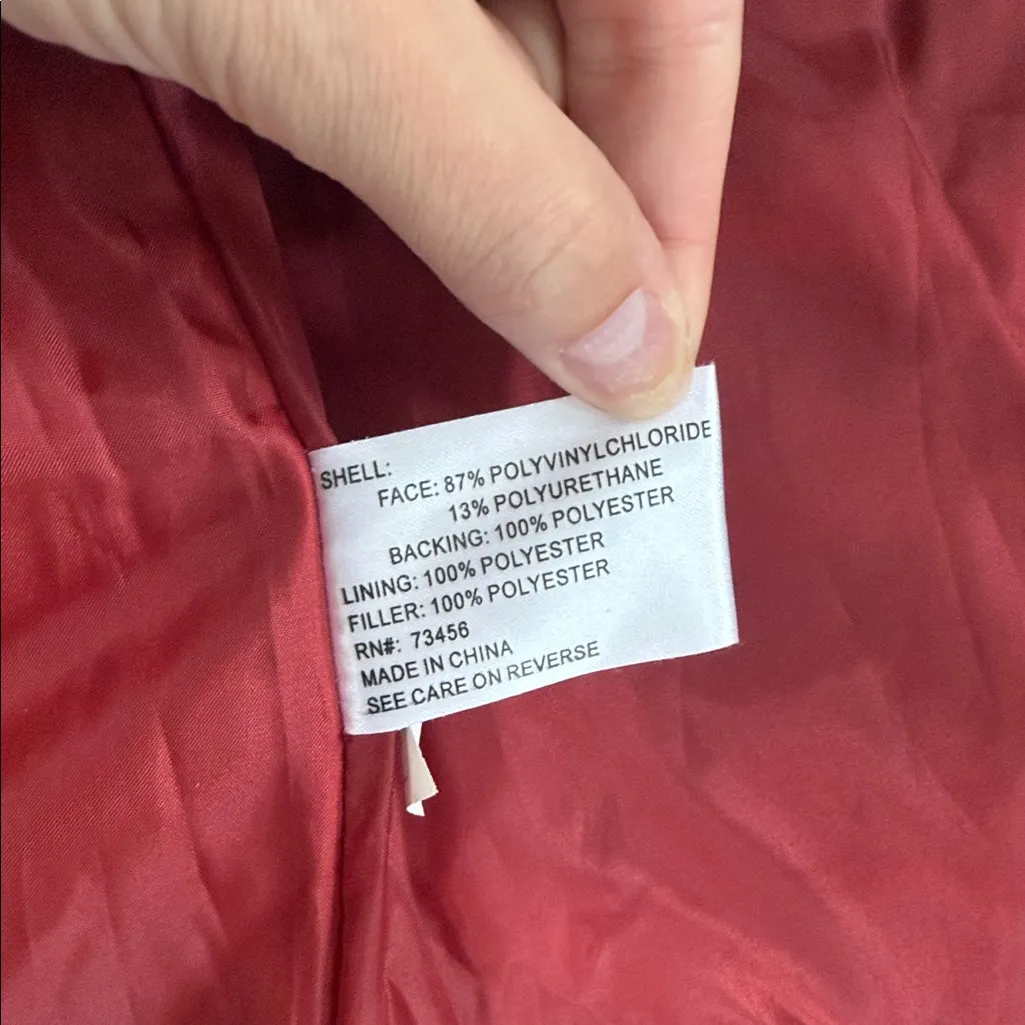 SHELL:
FACE: 87% POLYVINYLCHLORIDE
13% POLYURETHANE
BACKING: 100% POLYESTER
LINING: 100% POLYESTER
FILLER: 100% POLYESTER
RN#: 73456
MADE IN CHINA
SEE CARE ON REVERSE